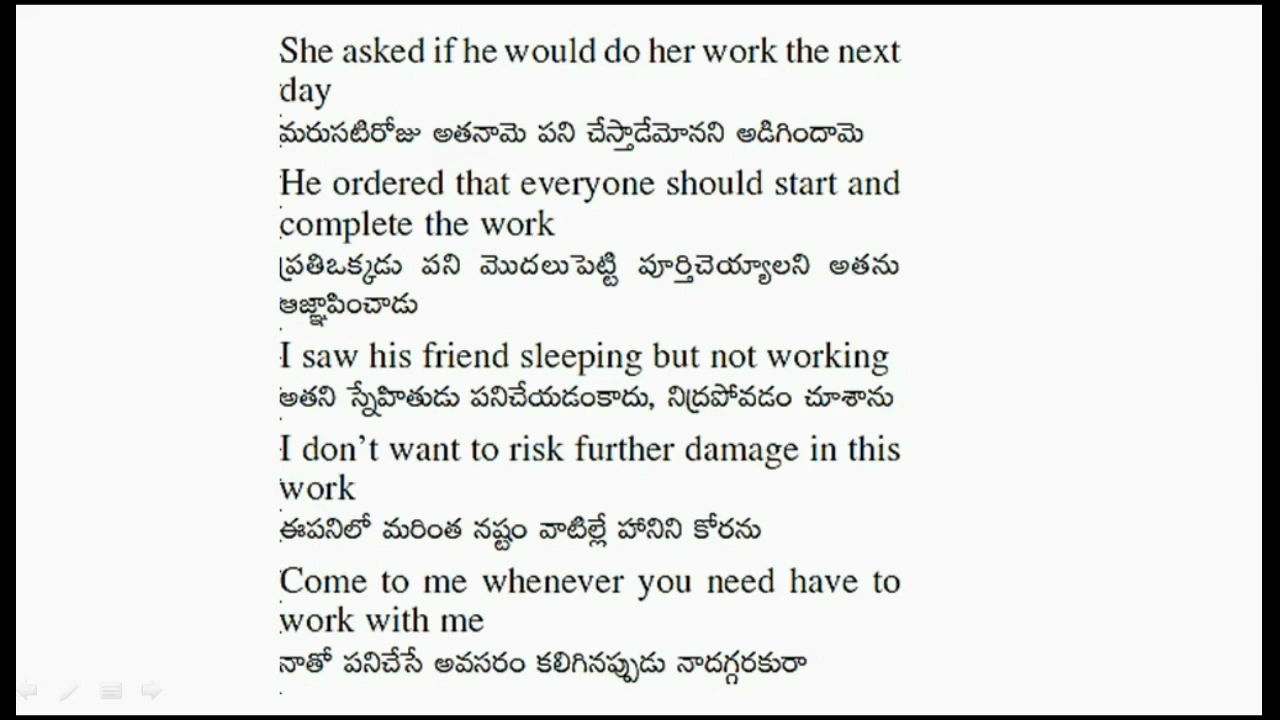 She asked if he would do her work the next
day
మరుసటిరోజు అతనామె పని చేస్తాడేమోనని అడిగిందామె
He ordered that everyone should start and
complete the work
ప్రతిఒక్కడు పని మొదలుపెట్టి పూర్తిచెయ్యాలని అతను
ఆజ్ఞాపించాడు
I saw his friend sleeping but not working
అతని స్నేహితుడు పనిచేయడంకాదు, నిద్రపోవడం చూశాను
I don’t want to risk further damage in this
work
ఈపనిలో మరింత నష్టం వాటిల్లే హానిని కోరను
Come to me whenever you need have to
work with me
నాతో పనిచేసే అవసరం కలిగినప్పుడు నాదగ్గరకురా